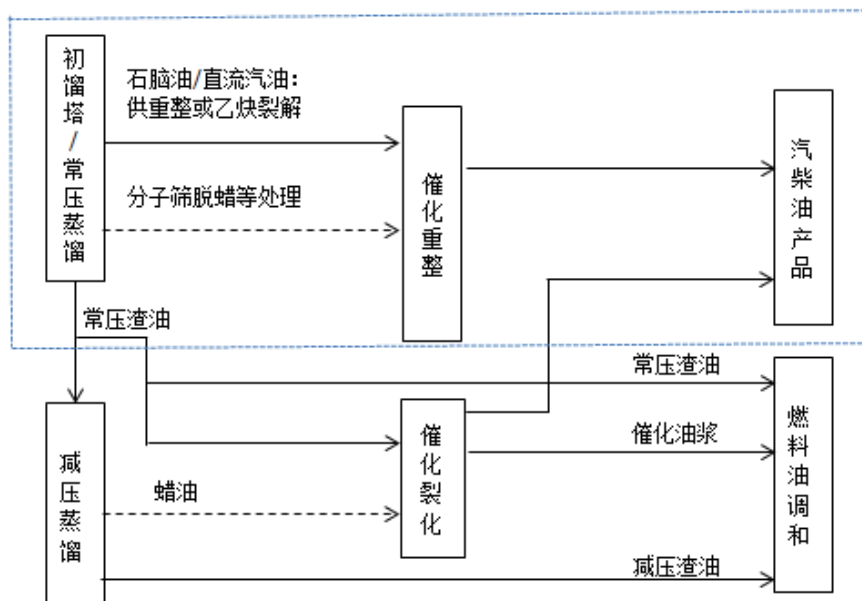 初馏塔/常压蒸馏
石脑油/直流汽油：
供重整或乙炔裂解
分子筛脱蜡等处理
催化重整
汽柴油产品
常压渣油
常压渣油
减压蒸馏
蜡油
催化裂化
催化油浆
减压渣油
燃料油调和